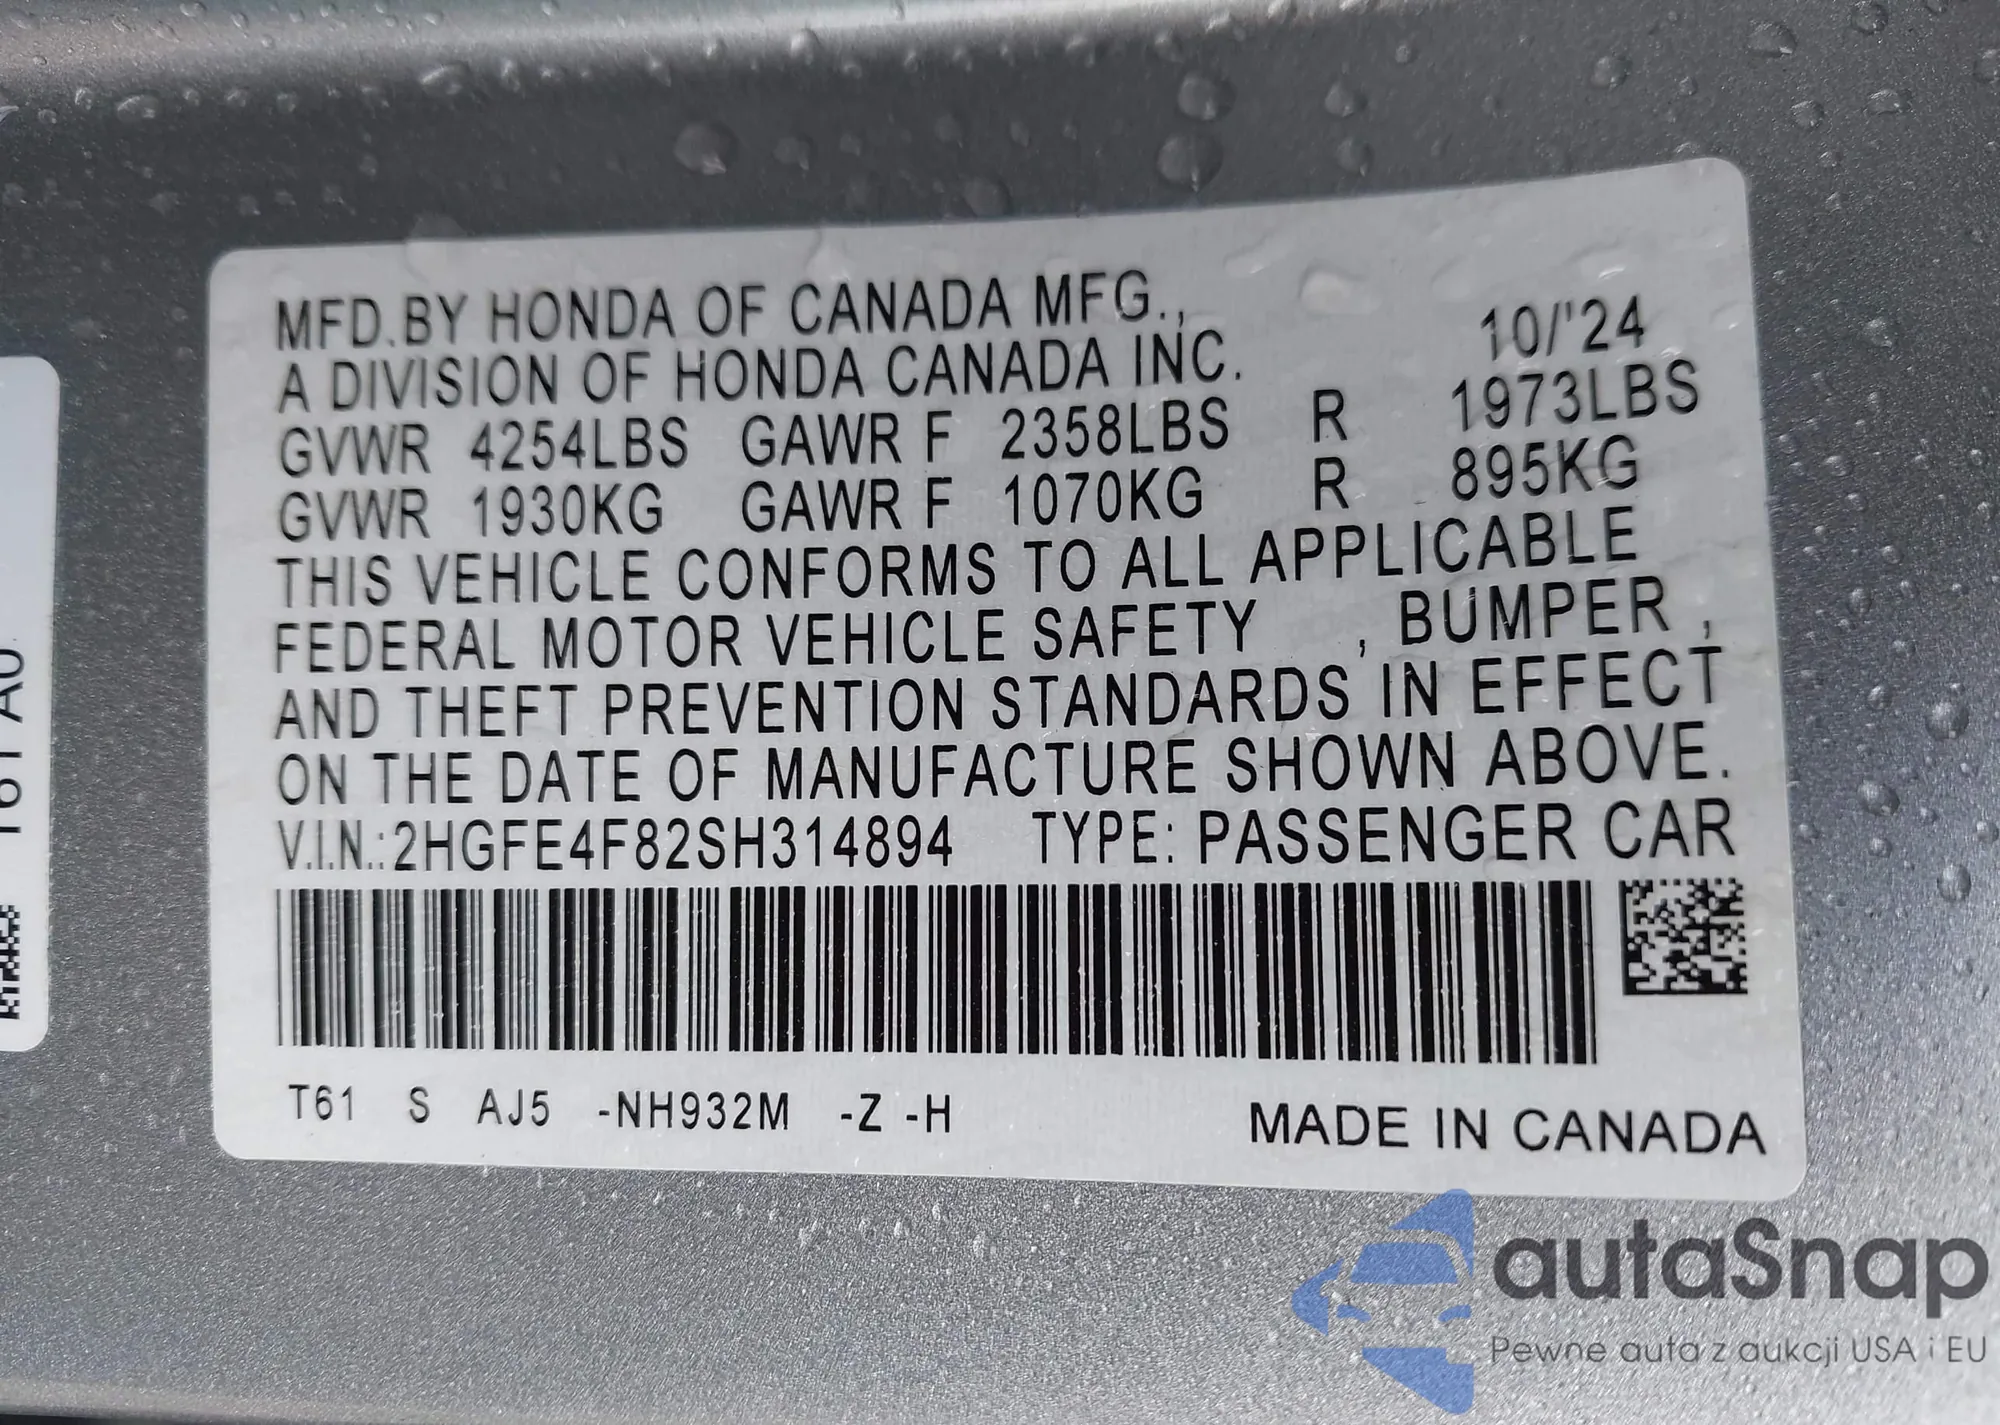 MFD.BY HONDA OF CANADA MFG.,
A DIVISION OF HONDA CANADA INC. 10/'24
GVWR 4254LBS GAWR F 2358LBS R 1973LBS
GVWR 1930KG GAWR F 1070KG R 895KG
THIS VEHICLE CONFORMS TO ALL APPLICABLE
FEDERAL MOTOR VEHICLE SAFETY , BUMPER ,
AND THEFT PREVENTION STANDARDS IN EFFECT
ON THE DATE OF MANUFACTURE SHOWN ABOVE.
V.I.N.:2HGFE4F82SH314894 TYPE: PASSENGER CAR
T61 S AJ5 -NH932M -Z -H MADE IN CANADA
T61 A0
autaSnap
Pewne auta z aukcji USA i EU